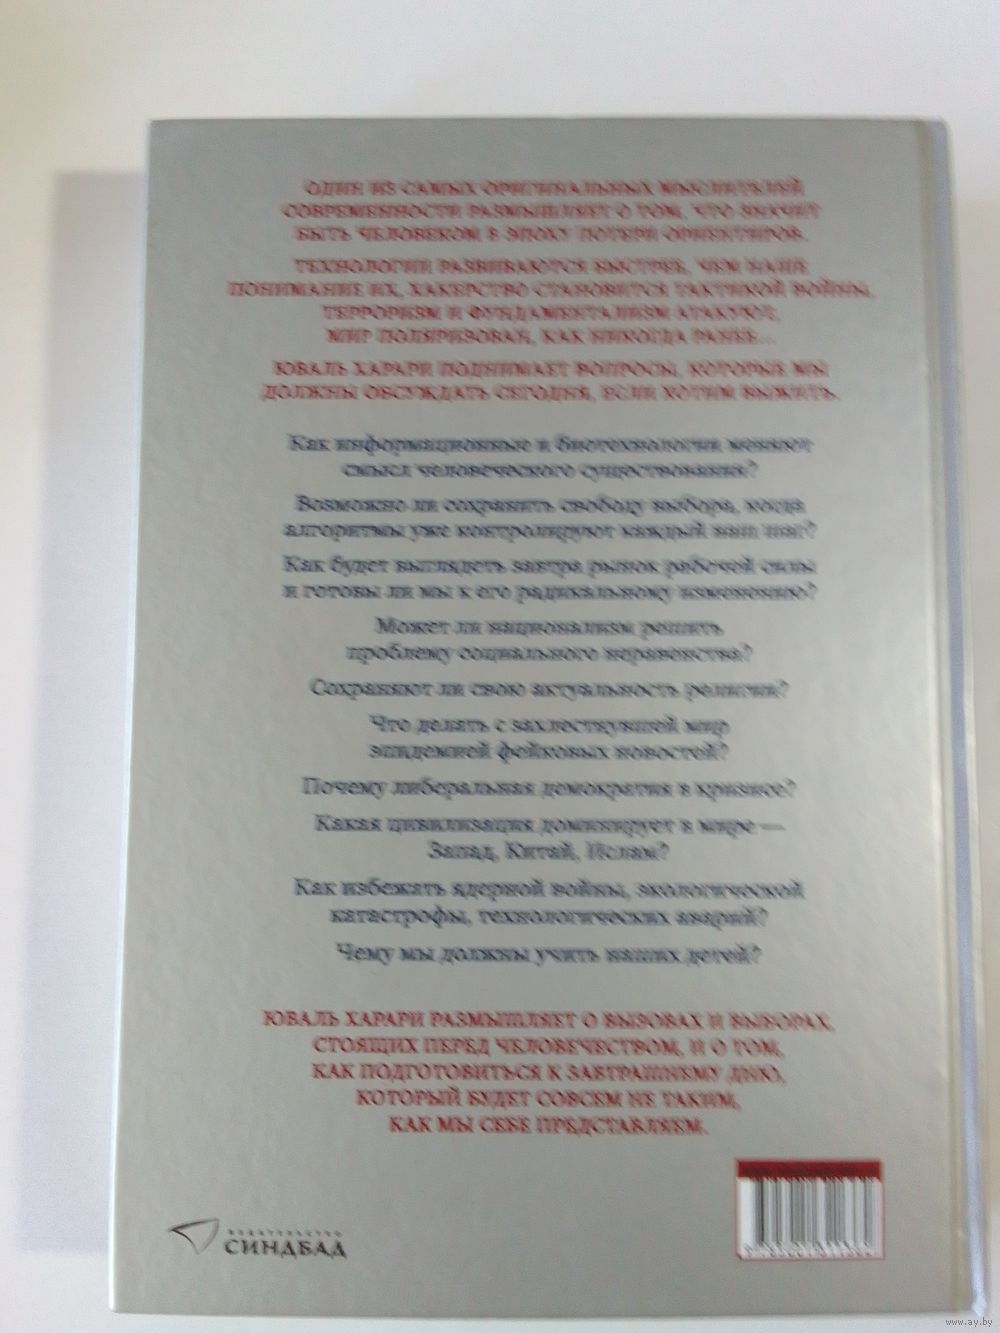 ОДИН ИЗ САМЫХ ОРИГИНАЛЬНЫХ МЫСЛИТЕЛЕЙ
СОВРЕМЕННОСТИ РАЗМЫШЛЯЕТ О ТОМ, ЧТО ЗНАЧИТ
БЫТЬ ЧЕЛОВЕКОМ В ЭПОХУ ПОТЕРИ ОРИЕНТИРОВ.
ТЕХНОЛОГИИ РАЗВИВАЮТСЯ БЫСТРЕЕ, ЧЕМ НАШЕ
ПОНИМАНИЕ ИХ, ХАКЕРСТВО СТАНОВИТСЯ ТАКТИКОЙ ВОЙНЫ,
ТЕРРОРИЗМ И ФУНДАМЕНТАЛИЗМ АТАКУЮТ,
МИР ПОЛЯРИЗОВАН, КАК НИКОГДА РАНЕЕ...
ЮВАЛЬ ХАРАРИ ПОДНИМАЕТ ВОПРОСЫ, КОТОРЫЕ МЫ
ДОЛЖНЫ ОБСУЖДАТЬ СЕГОДНЯ, ЕСЛИ ХОТИМ ВЫЖИТЬ.
Как информационные и биотехнологии меняют
смысл человеческого существования?
Возможно ли сохранить свободу выбора, когда
алгоритмы уже контролируют каждый наш шаг?
Как будет выглядеть завтра рынок рабочей силы
и готовы ли мы к его радикальному изменению?
Может ли национализм решить
проблему социального неравенства?
Сохраняют ли свою актуальность религии?
Что делать с захлестнувшей мир
эпидемией фейковых новостей?
Почему либеральная демократия в кризисе?
Какая цивилизация доминирует в мире —
Запад, Китай, Ислам?
Как избежать ядерной войны, экологической
катастрофы, технологических аварий?
Чему мы должны учить наших детей?
ЮВАЛЬ ХАРАРИ РАЗМЫШЛЯЕТ О ВЫЗОВАХ И ВЫБОРАХ,
СТОЯЩИХ ПЕРЕД ЧЕЛОВЕЧЕСТВОМ, И О ТОМ,
КАК ПОДГОТОВИТЬСЯ К ЗАВТРАШНЕМУ ДНЮ,
КОТОРЫЙ БУДЕТ СОВСЕМ НЕ ТАКИМ,
КАК МЫ СЕБЕ ПРЕДСТАВЛЯЕМ.
ИЗДАТЕЛЬСТВО
СИНДБАД
www.ay.by